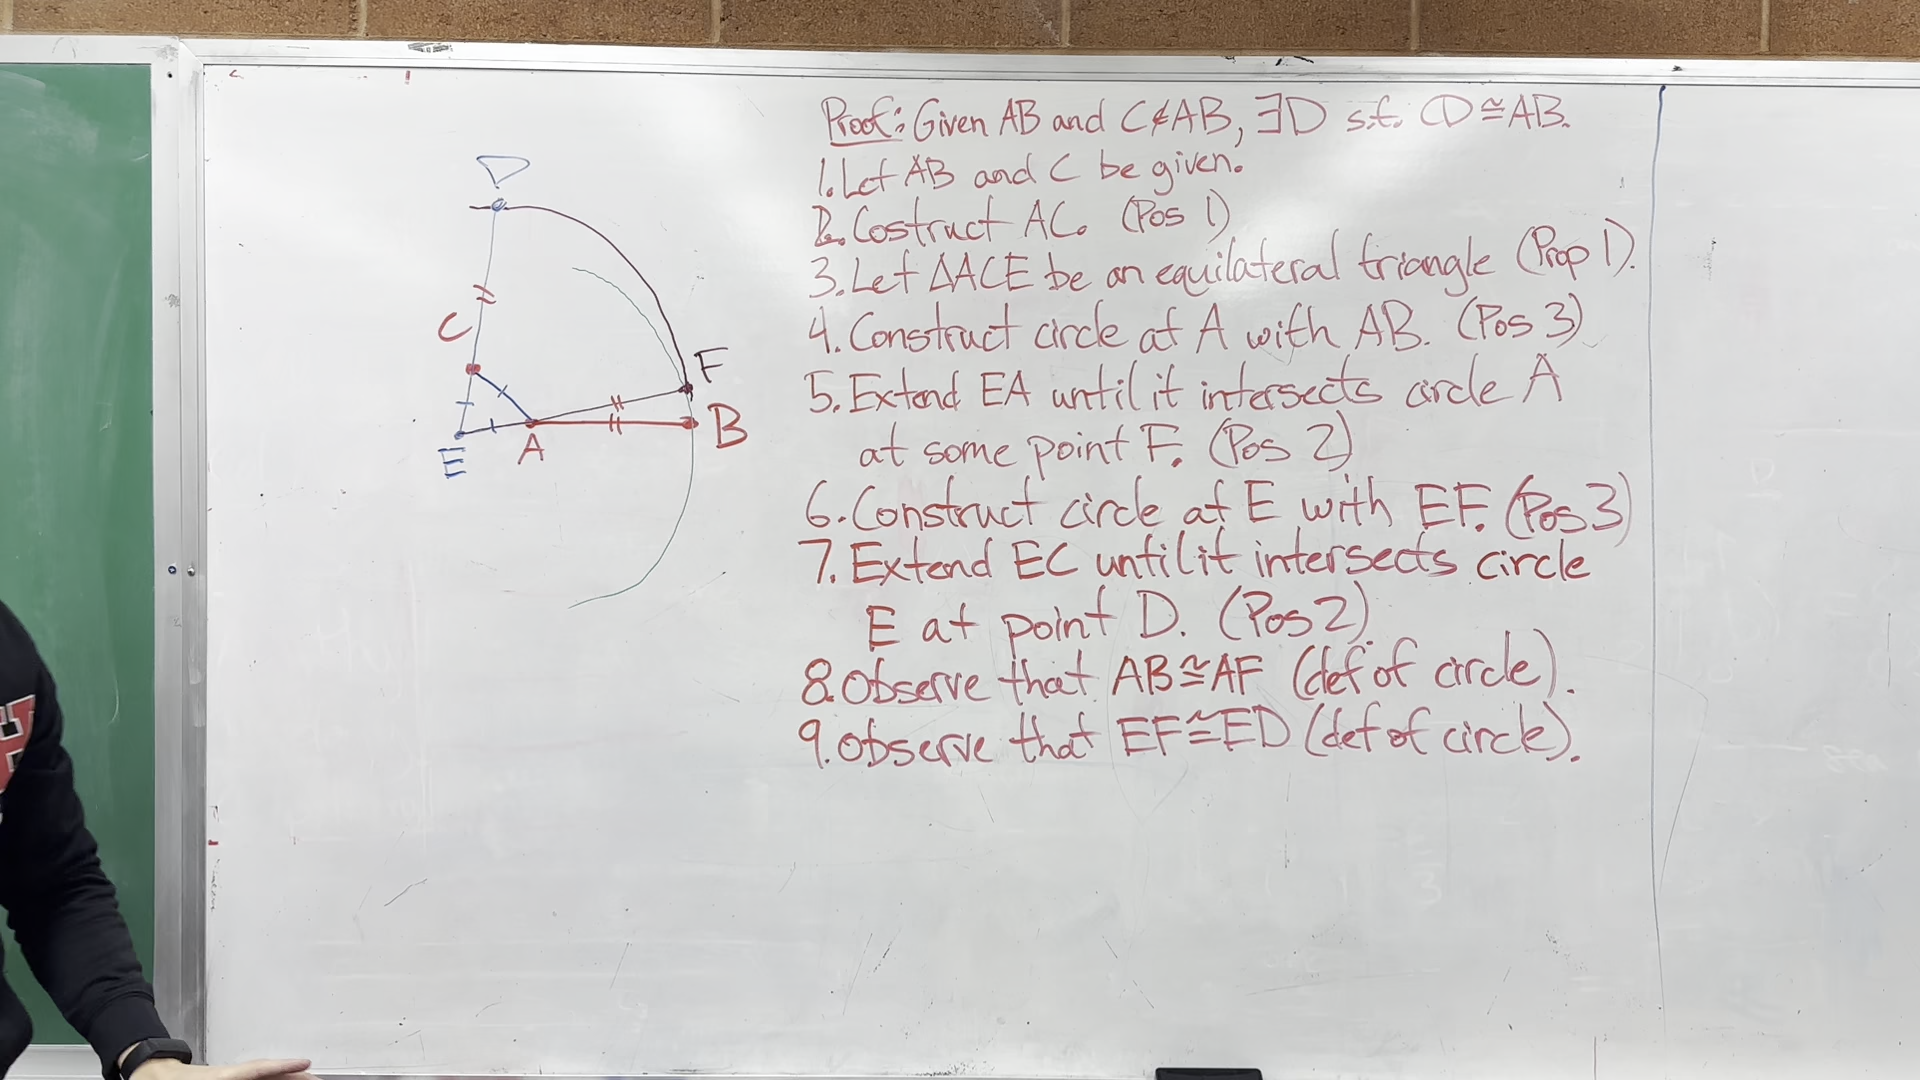 Proof: Given AB and C∉AB, ∃D s.t. CD≅AB.
1. Let AB and C be given.
2. Costruct AC. (Pos 1)
3. Let ΔACE be an equilateral triangle (Prop 1).
4. Construct circle at A with AB. (Pos 3)
5. Extend EA until it intersects circle A
at some point F. (Pos 2)
6. Construct circle at E with EF. (Pos 3)
7. Extend EC until it intersects circle
E at point D. (Pos 2)
8. Observe that AB≅AF (def of circle).
9. Observe that EF≅ED (def of circle).
D
C
F
B
E
A